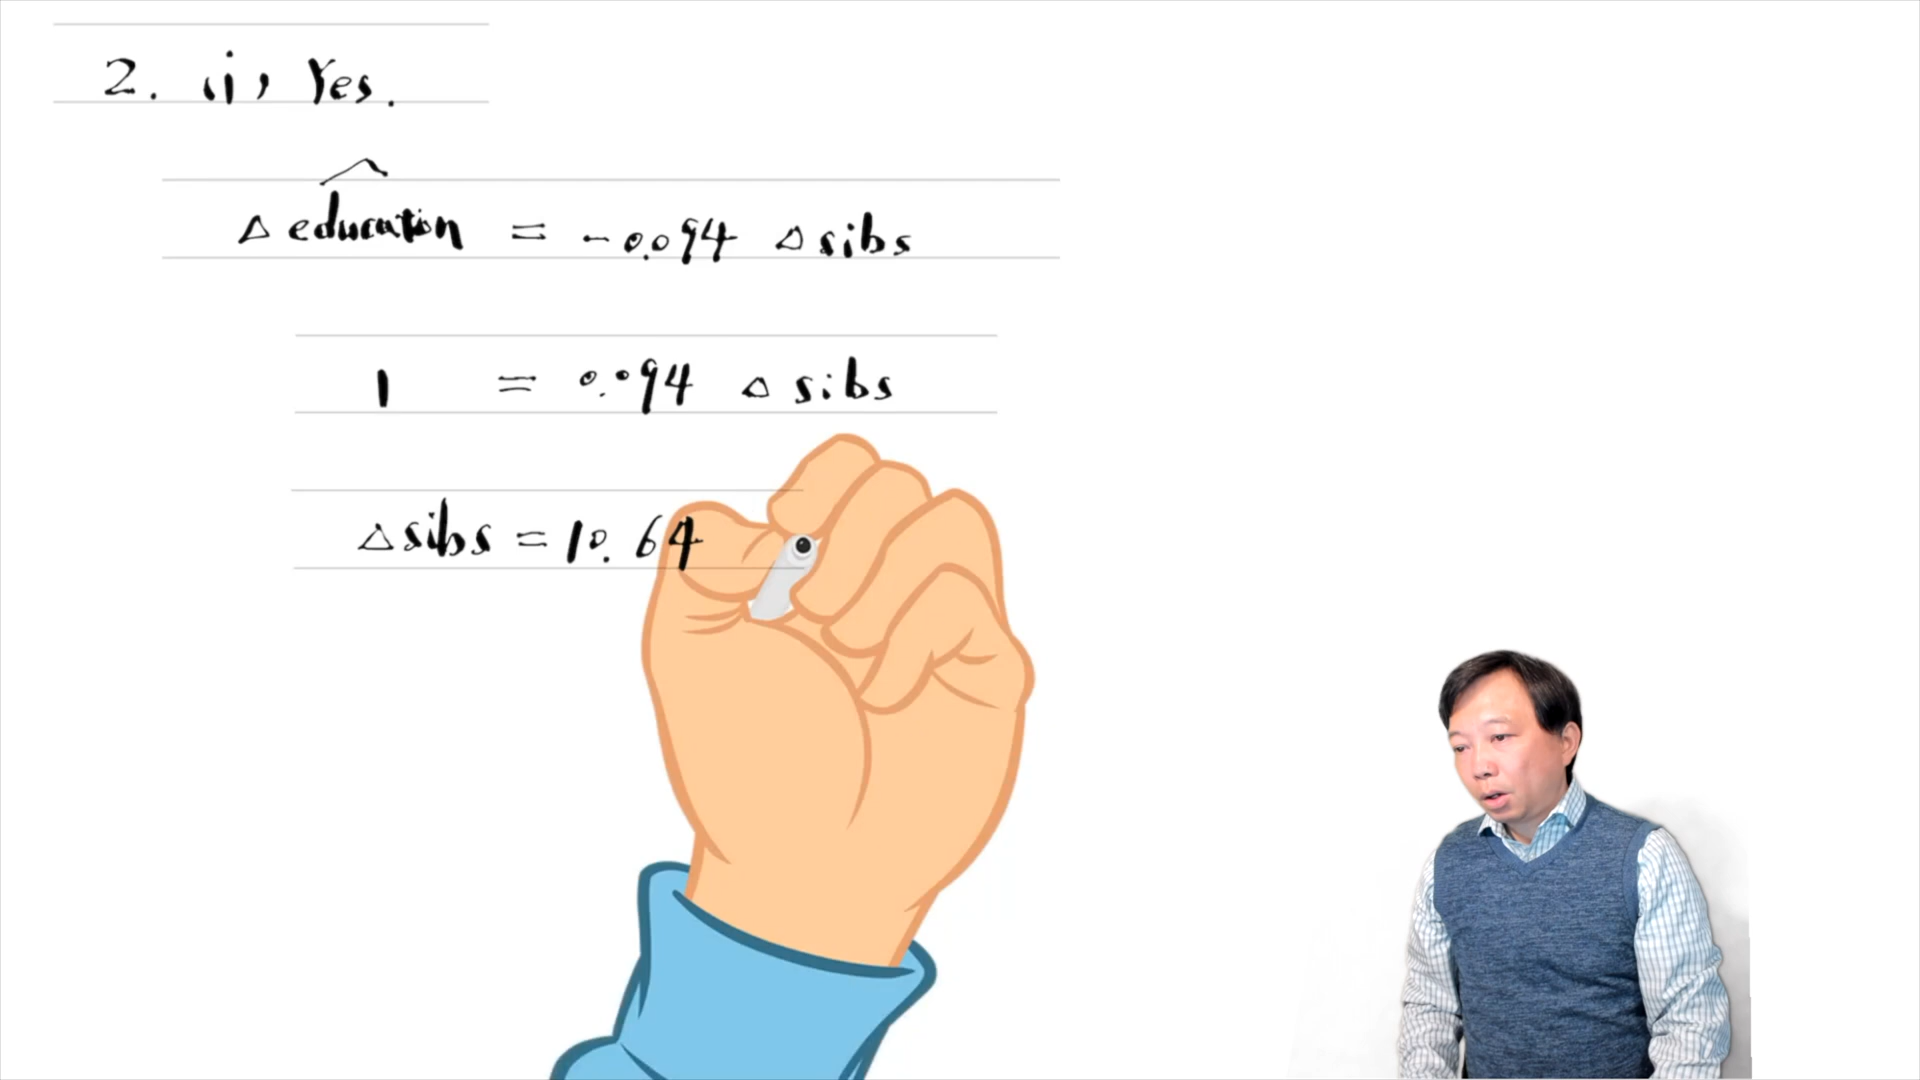 2. (i), Yes.
Δ education^ = -0.094 Δ sibs
1 = 0.094 Δ sibs
Δ sibs = 10.64